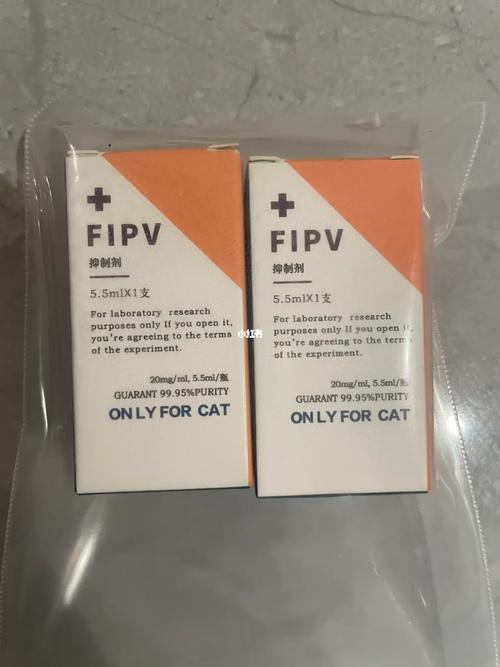 FIPV
抑制剂
5.5mlX1支
For laboratory research
purposes only If you open it,
you're agreeing to the terms
of the experiment.
20mg/ml, 5.5ml/瓶
GUARANT 99.95%PURITY
ONLY FOR CAT
小红书
FIPV
抑制剂
5.5mlX1支
For laboratory research
purposes only If you open it,
you're agreeing to the terms
of the experiment.
20mg/ml, 5.5ml/瓶
GUARANT 99.95%PURITY
ONLY FOR CAT